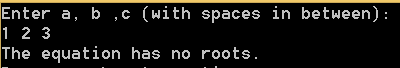 Enter a, b ,c (with spaces in between):
1 2 3
The equation has no roots.